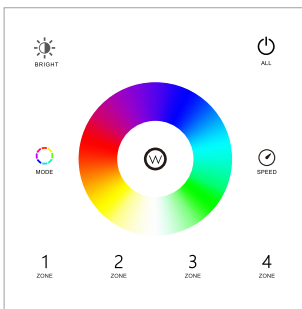 BRIGHT
ALL
W
MODE
SPEED
1 2 3 4
ZONE ZONE ZONE ZONE